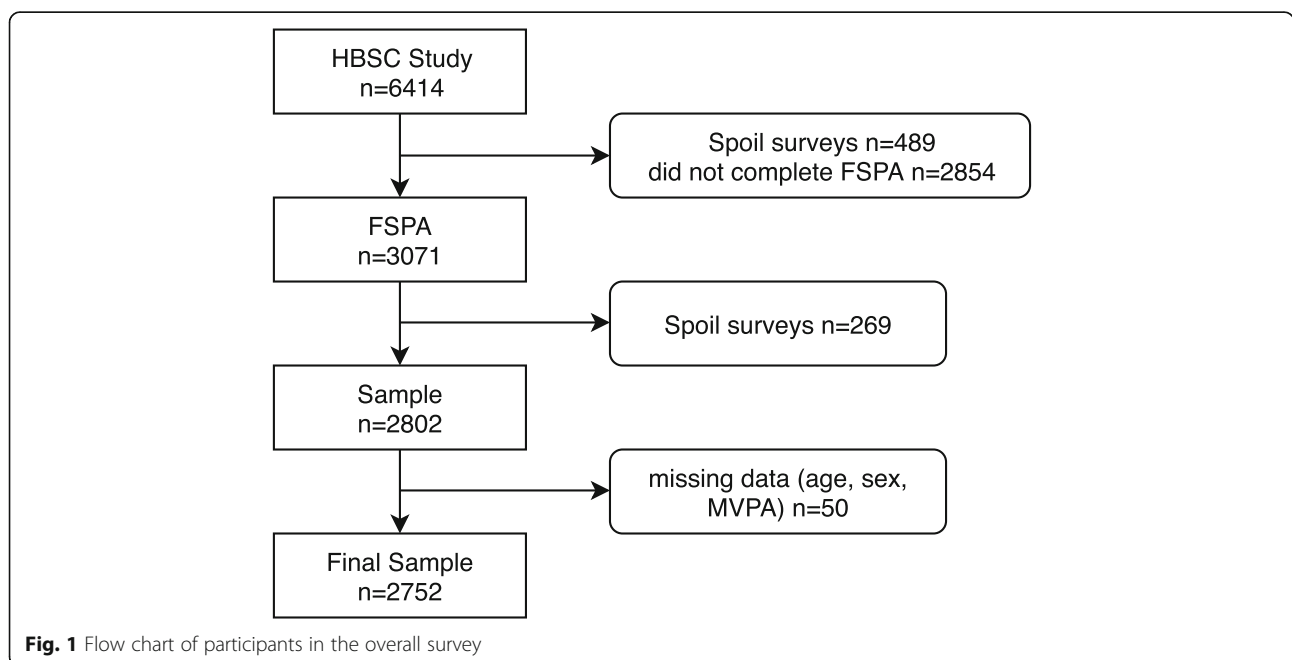 HBSC Study
n=6414
Spoil surveys n=489
did not complete FSPA n=2854
FSPA
n=3071
Spoil surveys n=269
Sample
n=2802
missing data (age, sex,
MVPA) n=50
Final Sample
n=2752
Fig. 1 Flow chart of participants in the overall survey